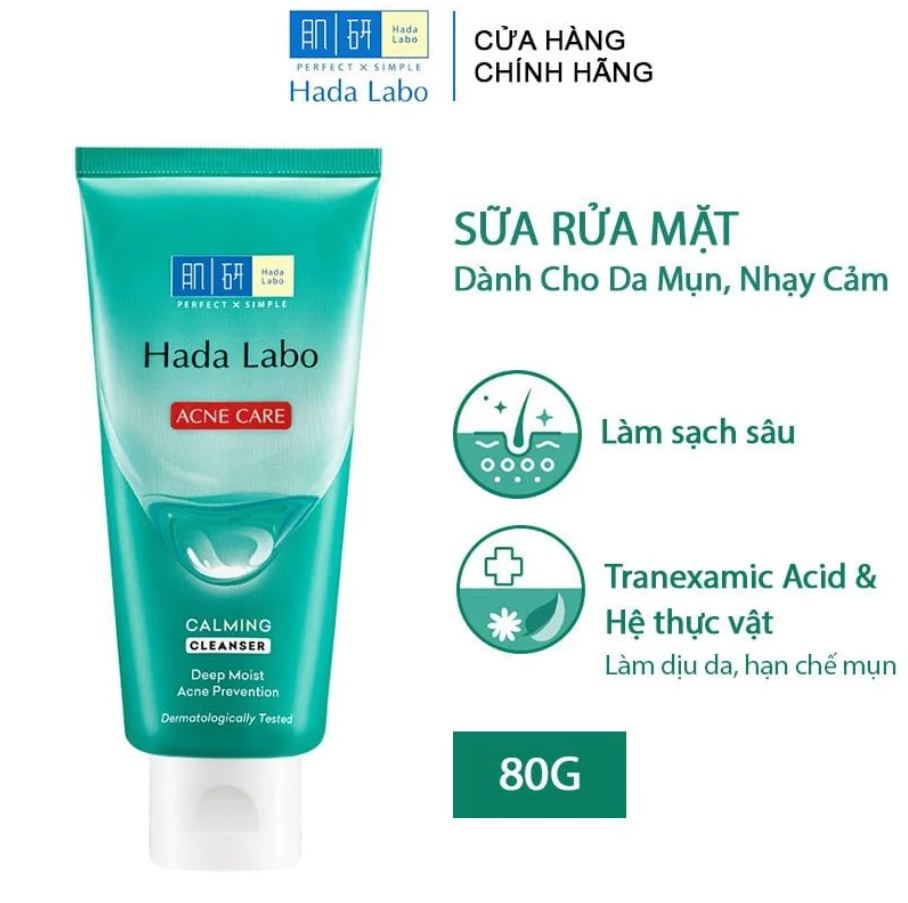 肌研
Hada
Labo
PERFECT X SIMPLE
Hada Labo
CỬA HÀNG
CHÍNH HÃNG
肌研
Hada
Labo
PERFECT X SIMPLE
Hada Labo
ACNE CARE
CALMING
CLEANSER
Deep Moist
Acne Prevention
Dermatologically Tested
SỮA RỬA MẶT
Dành Cho Da Mụn, Nhạy Cảm
Làm sạch sâu
Tranexamic Acid &
Hệ thực vật
Làm dịu da, hạn chế mụn
80G